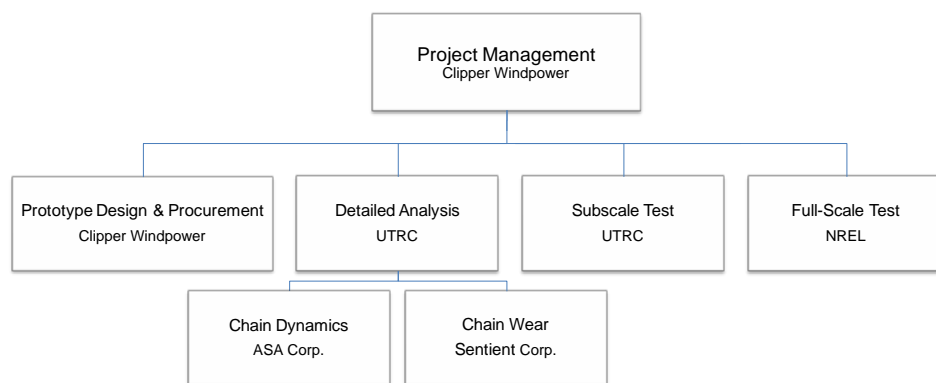 Project Management
Clipper Windpower
Prototype Design & Procurement
Clipper Windpower
Detailed Analysis
UTRC
Subscale Test
UTRC
Full-Scale Test
NREL
Chain Dynamics
ASA Corp.
Chain Wear
Sentient Corp.